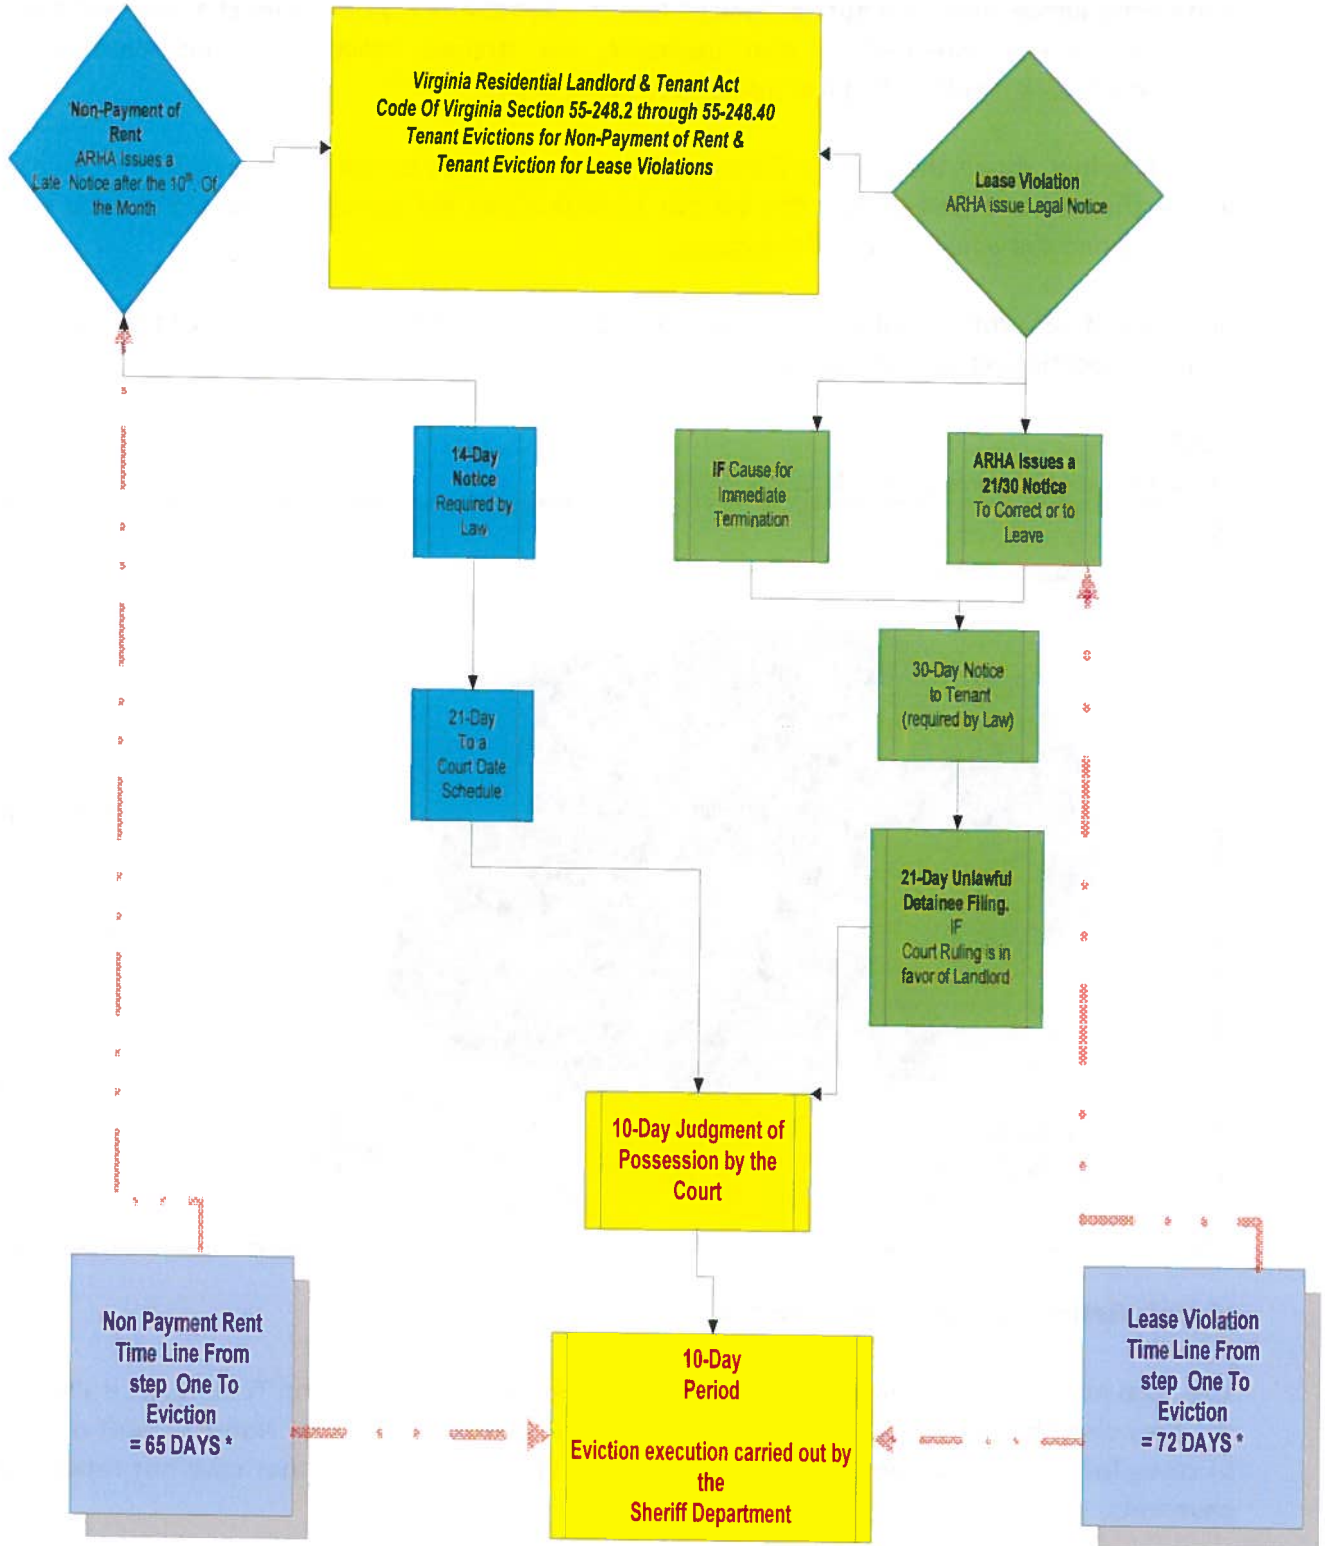 Non-Payment of
Rent
ARHA Issues a
Late Notice after the 10th. Of
the Month
Virginia Residential Landlord & Tenant Act
Code Of Virginia Section 55-248.2 through 55-248.40
Tenant Evictions for Non-Payment of Rent &
Tenant Eviction for Lease Violations
Lease Violation
ARHA issue Legal Notice
14-Day
Notice
Required by
Law
IF Cause for
Immediate
Termination
ARHA Issues a
21/30 Notice
To Correct or to
Leave
30-Day Notice
to Tenant
(required by Law)
21-Day
To a
Court Date
Schedule
21-Day Unlawful
Detainee Filing.
IF
Court Ruling is in
favor of Landlord
10-Day Judgment of
Possession by the
Court
Non Payment Rent
Time Line From
step One To
Eviction
= 65 DAYS *
10-Day
Period
Eviction execution carried out by
the
Sheriff Department
Lease Violation
Time Line From
step One To
Eviction
= 72 DAYS *